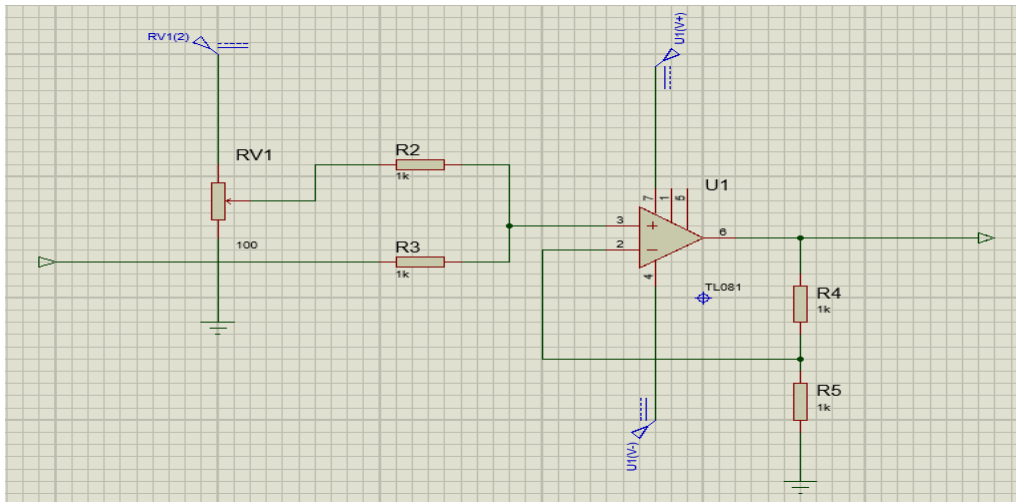 RV1(2)
U1(V+)
RV1
R2
1k
100
R3
1k
U1
7
1
5
3
+
2
−
6
4
TL081
R4
1k
R5
1k
U1(V-)